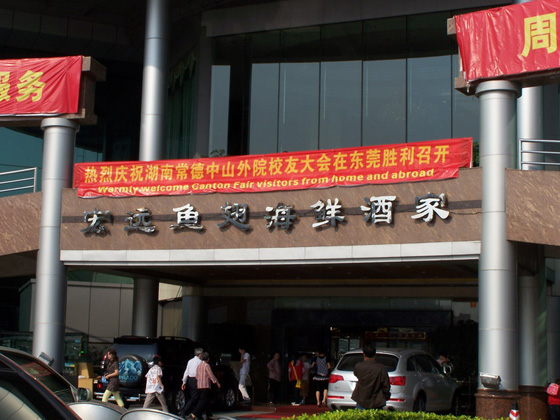 服务
周
热烈庆祝湖南常德中山外院校友大会在东莞胜利召开
Wormly welcome Canton Fair visitors from home and abroad
宏远鱼翅海鲜酒家